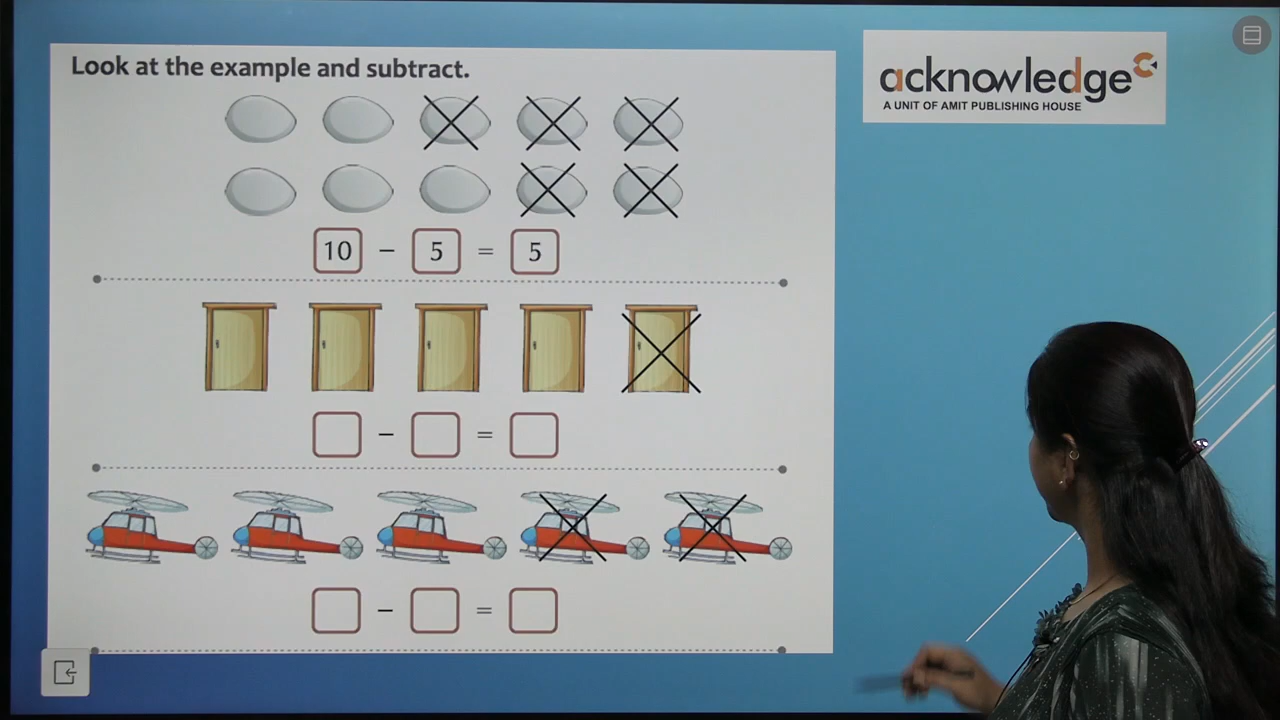 Look at the example and subtract.
10 − 5 = 5
− =
− =
acknowledge
A UNIT OF AMIT PUBLISHING HOUSE